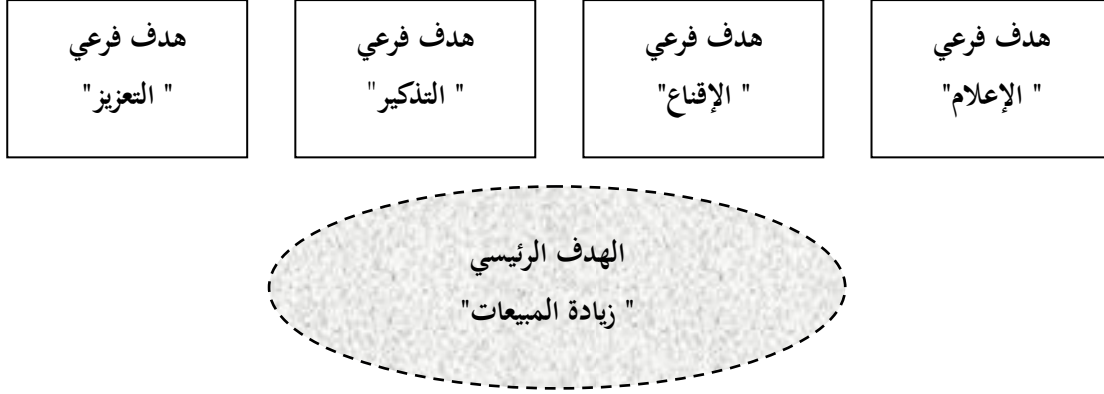 هدف فرعي
" الإعلام"
هدف فرعي
" الإقناع"
هدف فرعي
" التذكير"
هدف فرعي
" التعزيز"
الهدف الرئيسي
" زيادة المبيعات"